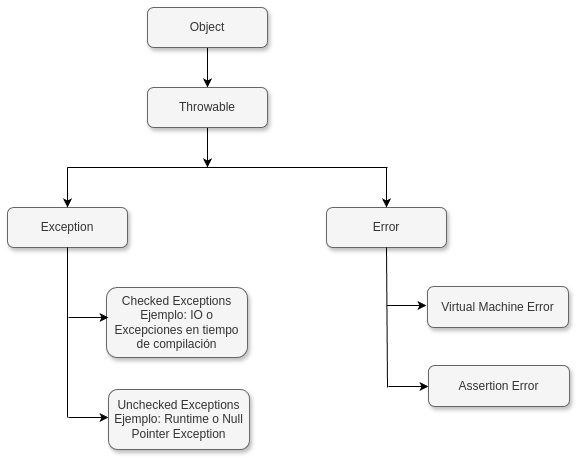 Object
Throwable
Exception
Error
Checked Exceptions
Ejemplo: IO o
Excepciones en tiempo
de compilación
Virtual Machine Error
Assertion Error
Unchecked Exceptions
Ejemplo: Runtime o Null
Pointer Exception